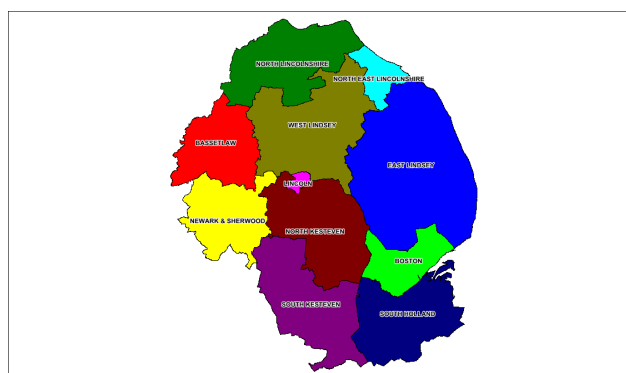 NORTH LINCOLNSHIRE
NORTH EAST LINCOLNSHIRE
WEST LINDSEY
BASSETLAW
EAST LINDSEY
LINCOLN
NEWARK & SHERWOOD
NORTH KESTEVEN
BOSTON
SOUTH KESTEVEN
SOUTH HOLLAND